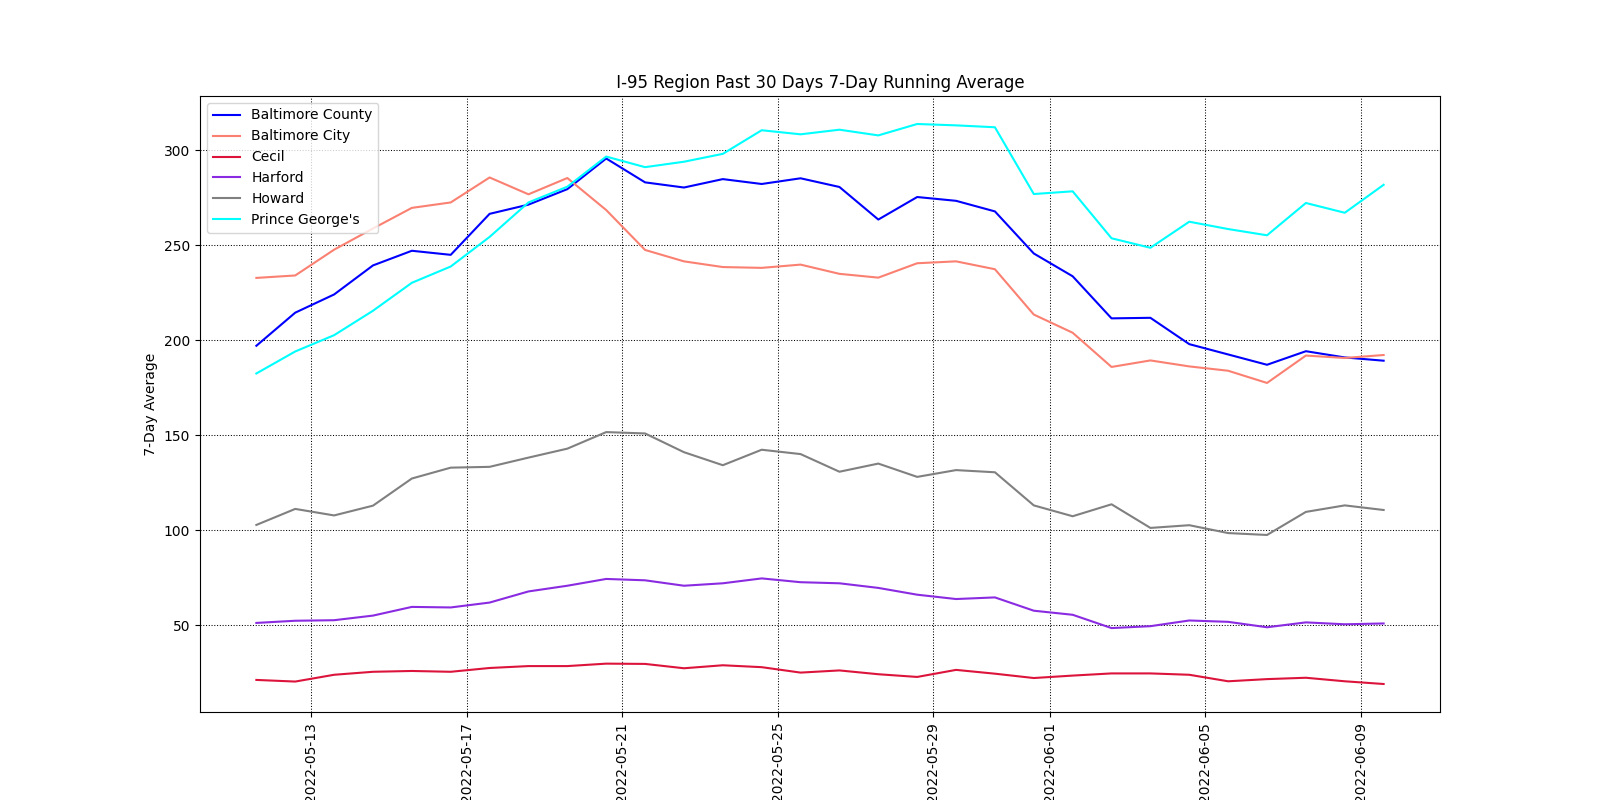 I-95 Region Past 30 Days 7-Day Running Average
Baltimore County
Baltimore City
Cecil
Harford
Howard
Prince George's
300
250
200
150
100
50
7-Day Average
2022-05-13
2022-05-17
2022-05-21
2022-05-25
2022-05-29
2022-06-01
2022-06-05
2022-06-09